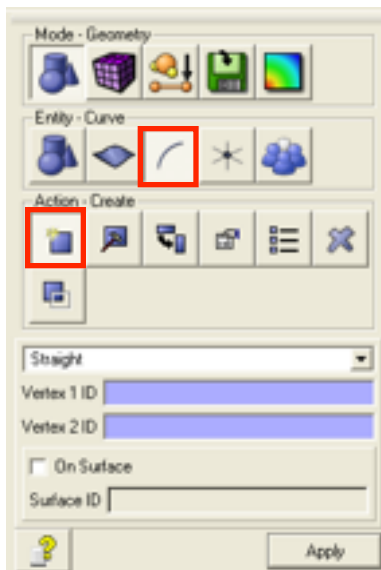 Mode - Geometry
Entity - Curve
Action - Create
Straight
Vertex 1 ID
Vertex 2 ID
On Surface
Surface ID
Apply